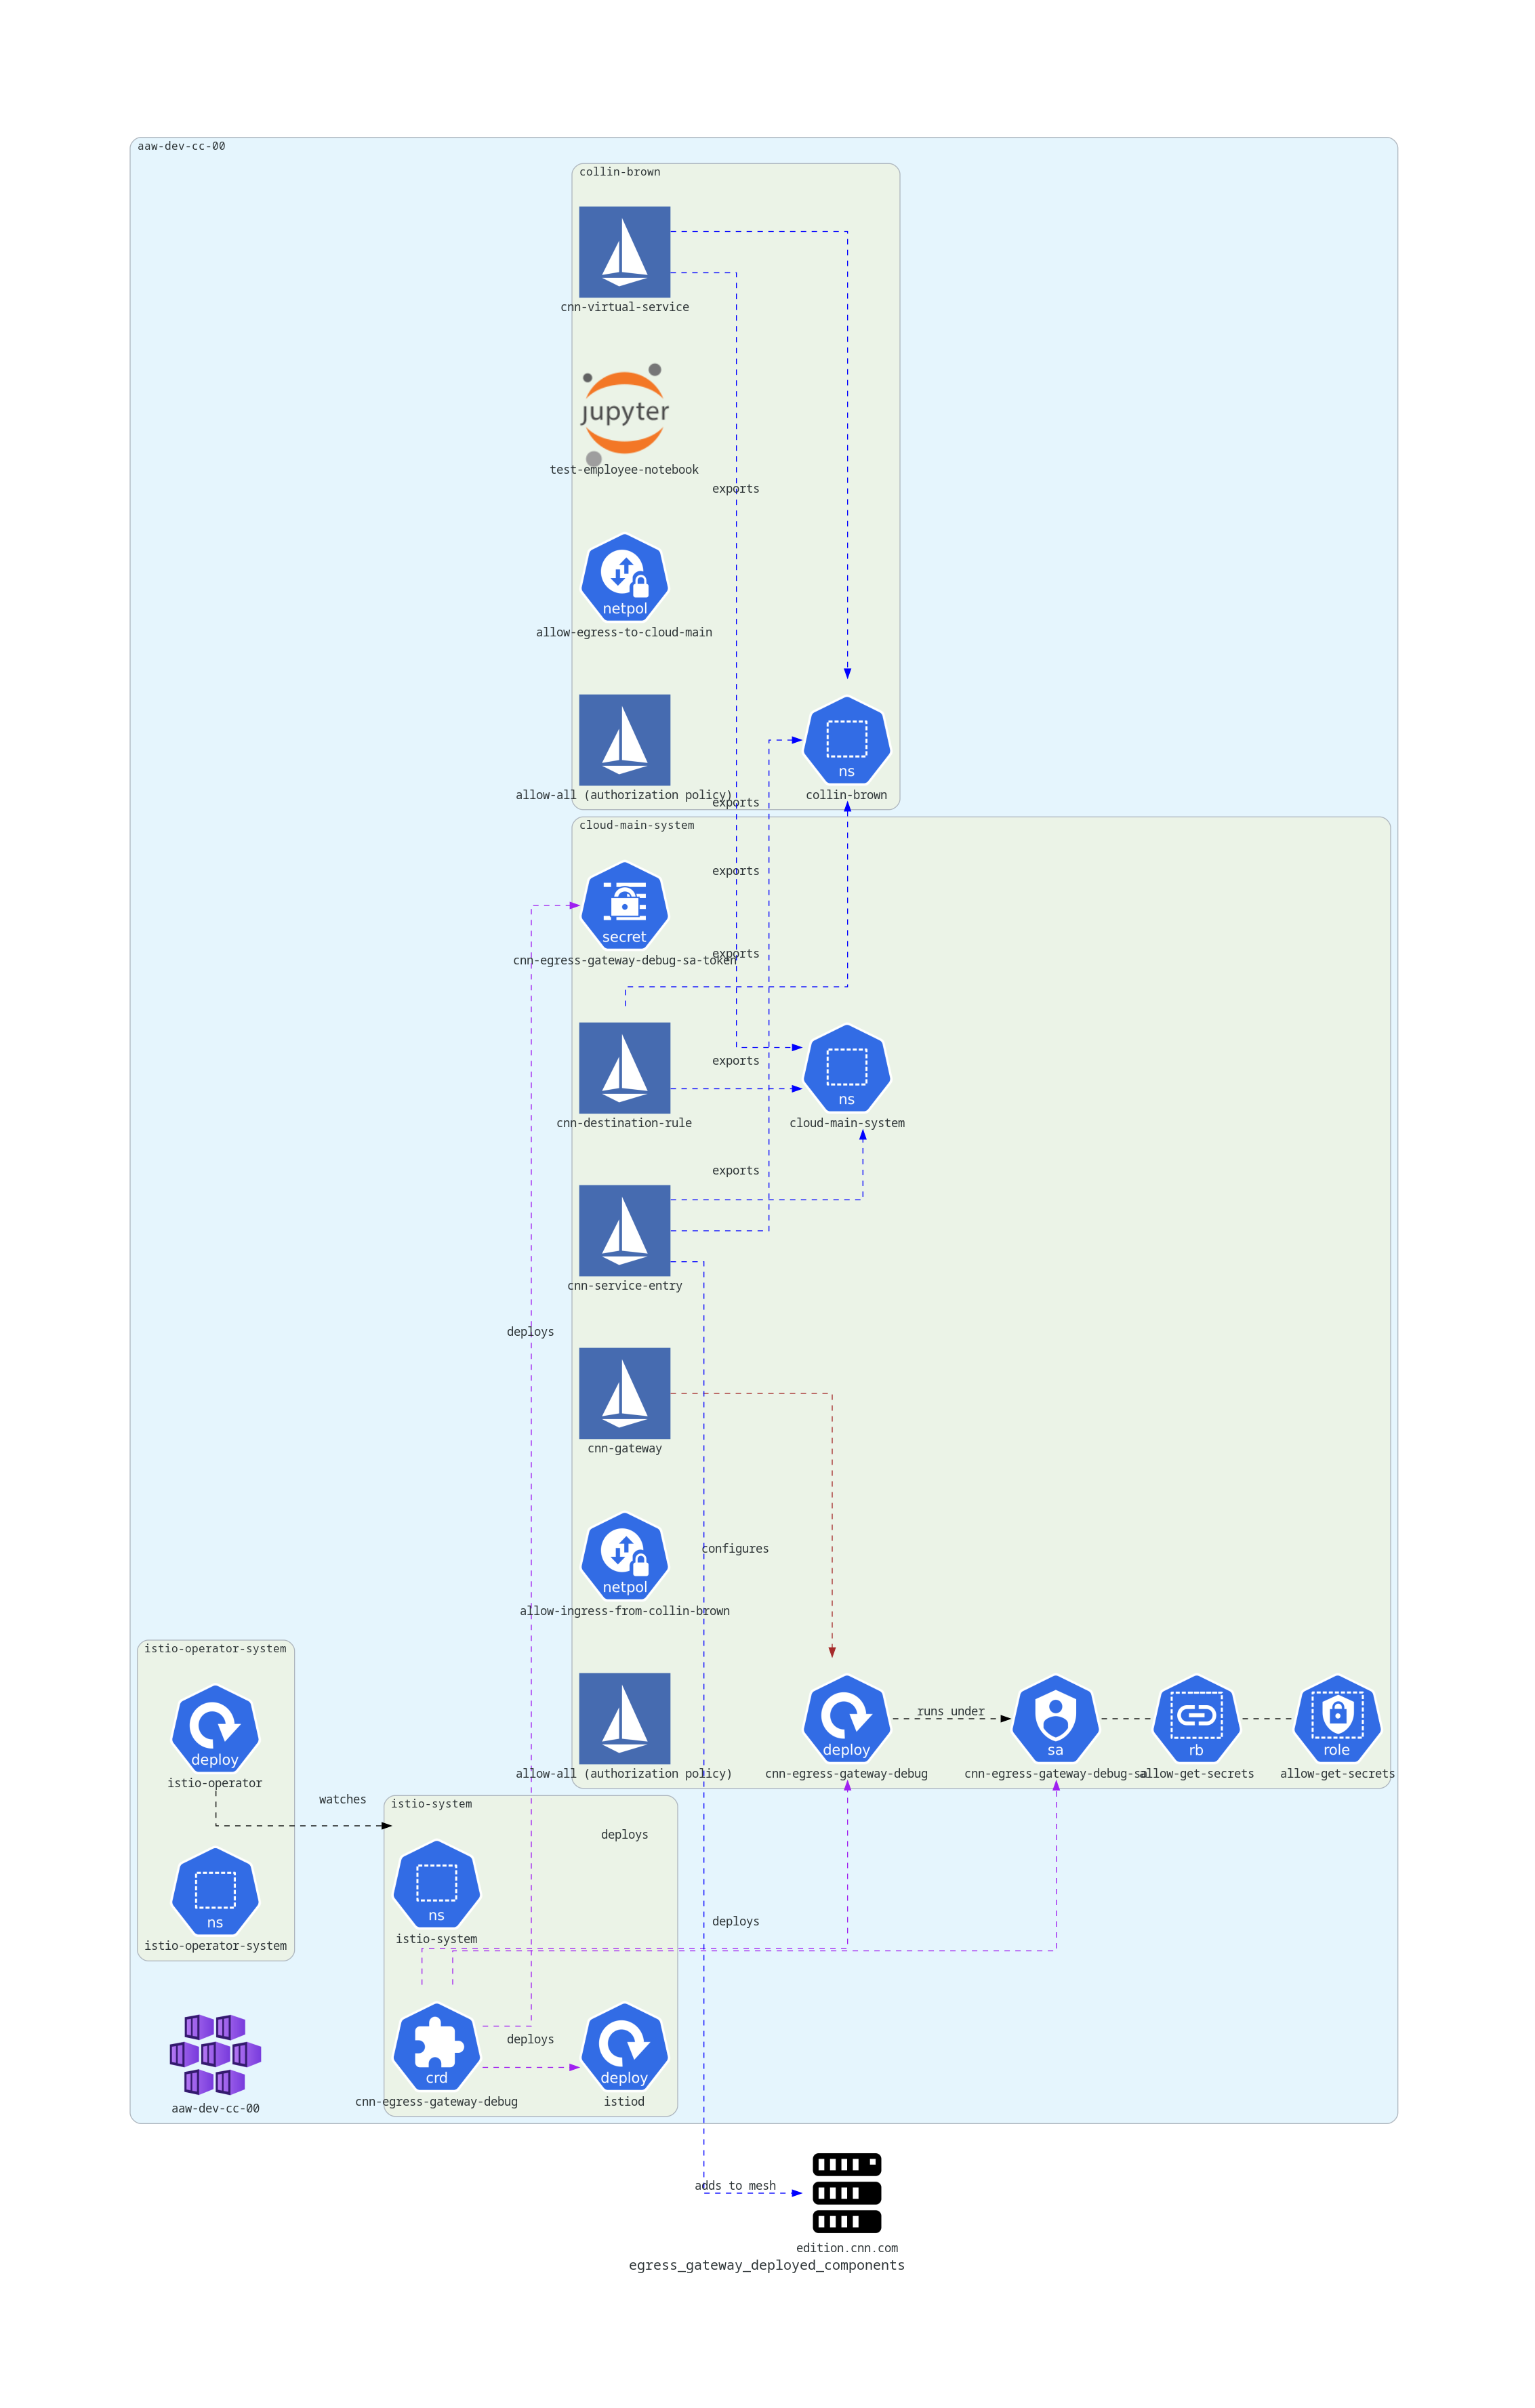 aaw-dev-cc-00
collin-brown
cnn-virtual-service
jupyter
test-employee-notebook
exports
netpol
allow-egress-to-cloud-main
ns
allow-all (authorization policy)
exports
collin-brown
cloud-main-system
exports
secret
exports
cnn-egress-gateway-debug-sa-token
exports
ns
cnn-destination-rule
cloud-main-system
exports
cnn-service-entry
deploys
cnn-gateway
configures
netpol
allow-ingress-from-collin-brown
istio-operator-system
deploy
istio-operator
deploy
sa
rb
role
runs under
allow-all (authorization policy)
cnn-egress-gateway-debug
cnn-egress-gateway-debug-sa
allow-get-secrets
allow-get-secrets
watches
istio-system
deploys
ns
istio-operator-system
ns
istio-system
deploys
deploys
crd
deploy
cnn-egress-gateway-debug
istiod
aaw-dev-cc-00
adds to mesh
edition.cnn.com
egress_gateway_deployed_components